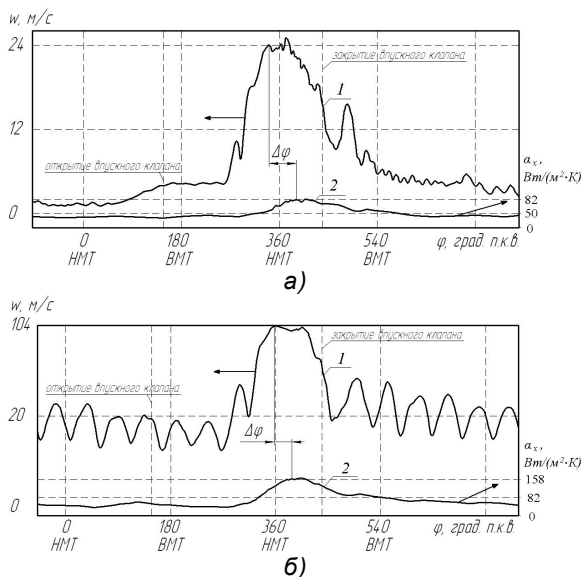 w, м/с
24
закрытие впускного клапана
1
12
открытие впускного клапана
Δφ
αx,
Вт/(м²·К)
2
82
0
50
0
0 180 360 540 φ, град. п.к.в.
НМТ ВМТ НМТ ВМТ
а)
w, м/с
104
закрытие впускного клапана
1
открытие впускного клапана
20
Δφ
αx,
Вт/(м²·К)
2
158
82
0
0
0 180 360 540 φ, град. п.к.в.
НМТ ВМТ НМТ ВМТ
б)